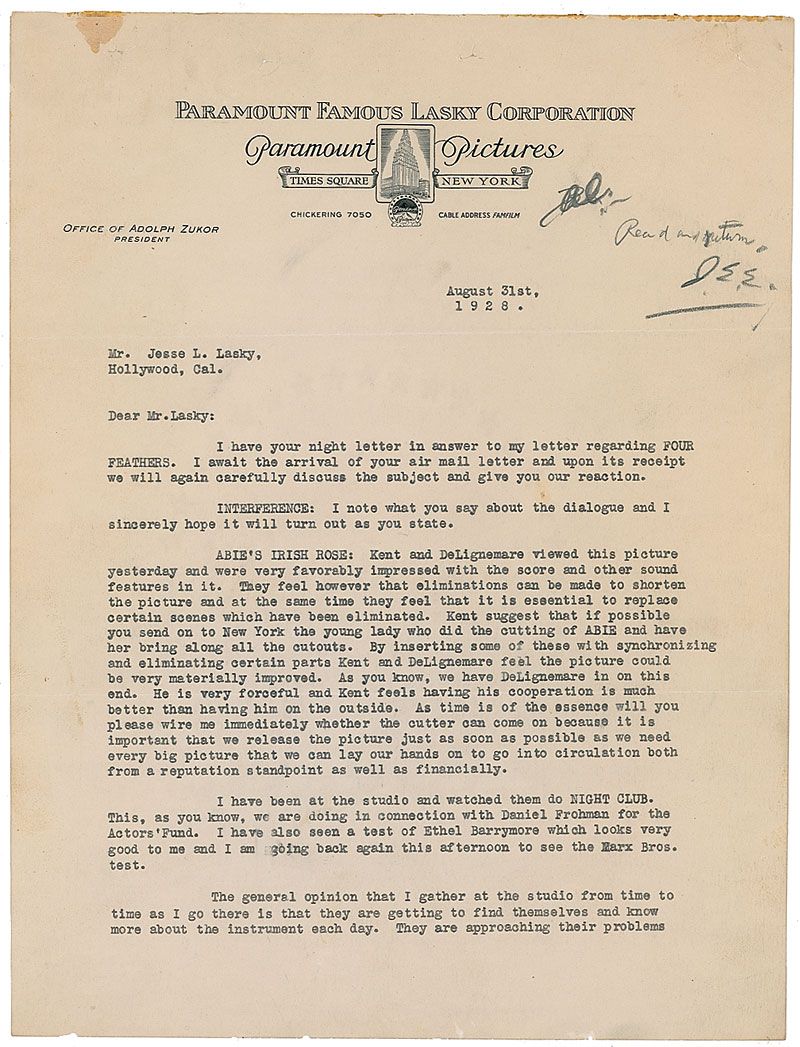 PARAMOUNT FAMOUS LASKY CORPORATION
Paramount Pictures
TIMES SQUARE NEW YORK
CHICKERING 7050 CABLE ADDRESS FAMFILM
OFFICE OF ADOLPH ZUKOR
PRESIDENT
Read and return
August 31st,
1 9 2 8 .
Mr. Jesse L. Lasky,
Hollywood, Cal.
Dear Mr.Lasky:
I have your night letter in answer to my letter regarding FOUR
FEATHERS. I await the arrival of your air mail letter and upon its receipt
we will again carefully discuss the subject and give you our reaction.
INTERFERENCE: I note what you say about the dialogue and I
sincerely hope it will turn out as you state.
ABIE'S IRISH ROSE: Kent and DeLignemare viewed this picture
yesterday and were very favorably impressed with the score and other sound
features in it. They feel however that eliminations can be made to shorten
the picture and at the same time they feel that it is essential to replace
certain scenes which have been eliminated. Kent suggest that if possible
you send on to New York the young lady who did the cutting of ABIE and have
her bring along all the cutouts. By inserting some of these with synchronizing
and eliminating certain parts Kent and DeLignemare feel the picture could
be very materially improved. As you know, we have DeLignemare in on this
end. He is very forceful and Kent feels having his cooperation is much
better than having him on the outside. As time is of the essence will you
please wire me immediately whether the cutter can come on because it is
important that we release the picture just as soon as possible as we need
every big picture that we can lay our hands on to go into circulation both
from a reputation standpoint as well as financially.
I have been at the studio and watched them do NIGHT CLUB.
This, as you know, we are doing in connection with Daniel Frohman for the
Actors'Fund. I have also seen a test of Ethel Barrymore which looks very
good to me and I am going back again this afternoon to see the Marx Bros.
test.
The general opinion that I gather at the studio from time to
time as I go there is that they are getting to find themselves and know
more about the instrument each day. They are approaching their problems